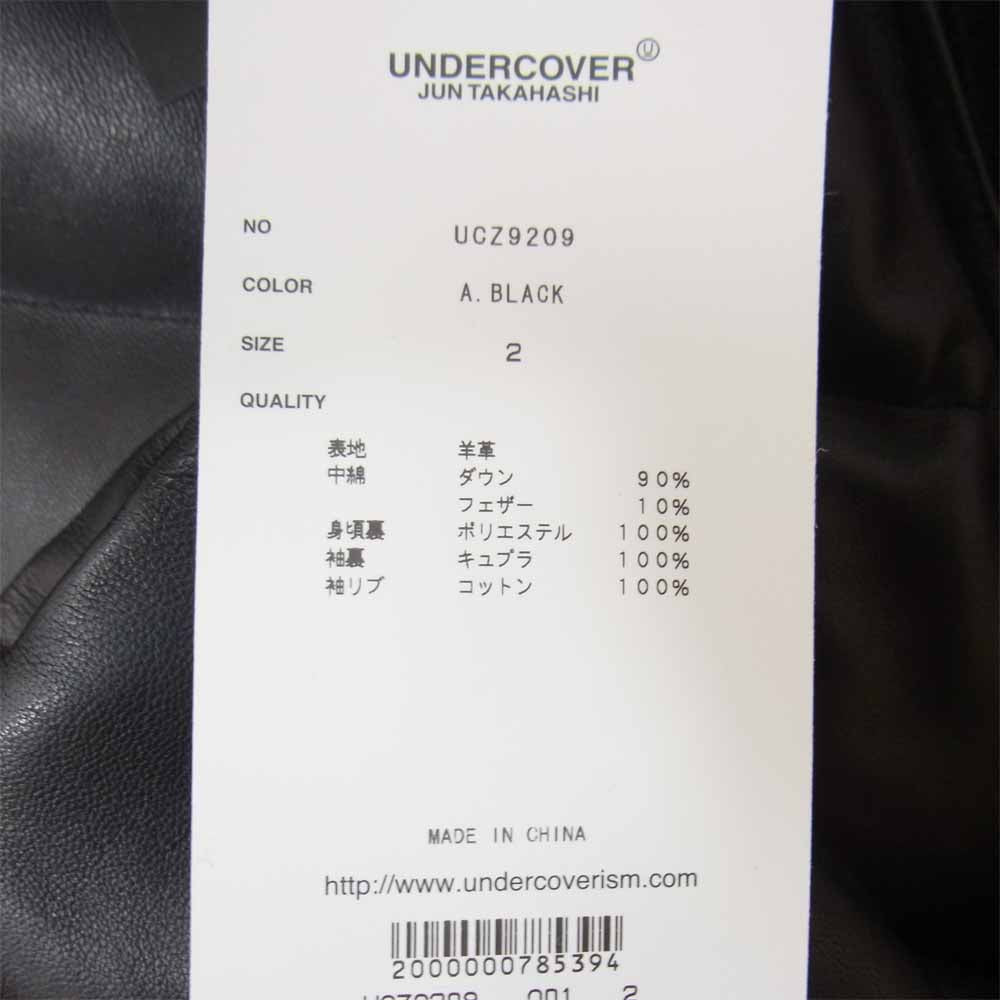 UNDERCOVER Ⓤ
JUN TAKAHASHI
NO UCZ9209
COLOR A.BLACK
SIZE 2
QUALITY
表地 羊革
中綿 ダウン 90%
フェザー 10%
身頃裏 ポリエステル 100%
袖裏 キュプラ 100%
袖リブ コットン 100%
MADE IN CHINA
http://www.undercoverism.com
2000000785394
UCZ9209 001 2